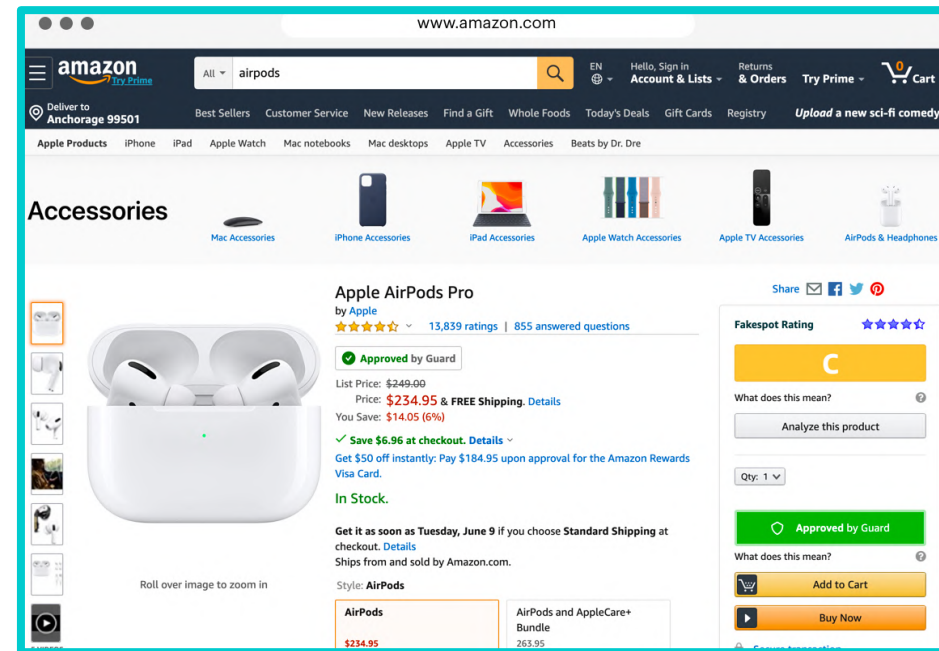 www.amazon.com
amazon
Try Prime
All
airpods
EN
Hello, Sign in
Account & Lists
Returns
& Orders
Try Prime
0
Cart
Deliver to
Anchorage 99501
Best Sellers Customer Service New Releases Find a Gift Whole Foods Today's Deals Gift Cards Registry
Upload a new sci-fi comedy
Apple Products iPhone iPad Apple Watch Mac notebooks Mac desktops Apple TV Accessories Beats by Dr. Dre
Accessories
Mac Accessories
iPhone Accessories
iPad Accessories
Apple Watch Accessories
Apple TV Accessories
AirPods & Headphones
Apple AirPods Pro
by Apple
13,839 ratings | 855 answered questions
Approved by Guard
List Price: $249.00
Price: $234.95 & FREE Shipping. Details
You Save: $14.05 (6%)
Save $6.96 at checkout. Details
Get $50 off instantly: Pay $184.95 upon approval for the Amazon Rewards
Visa Card.
In Stock.
Get it as soon as Tuesday, June 9 if you choose Standard Shipping at
checkout. Details
Ships from and sold by Amazon.com.
Style: AirPods
AirPods
$234.95
AirPods and AppleCare+
Bundle
263.95
Roll over image to zoom in
Share
Fakespot Rating
C
What does this mean?
Analyze this product
Qty: 1
Approved by Guard
What does this mean?
Add to Cart
Buy Now
Secure transaction